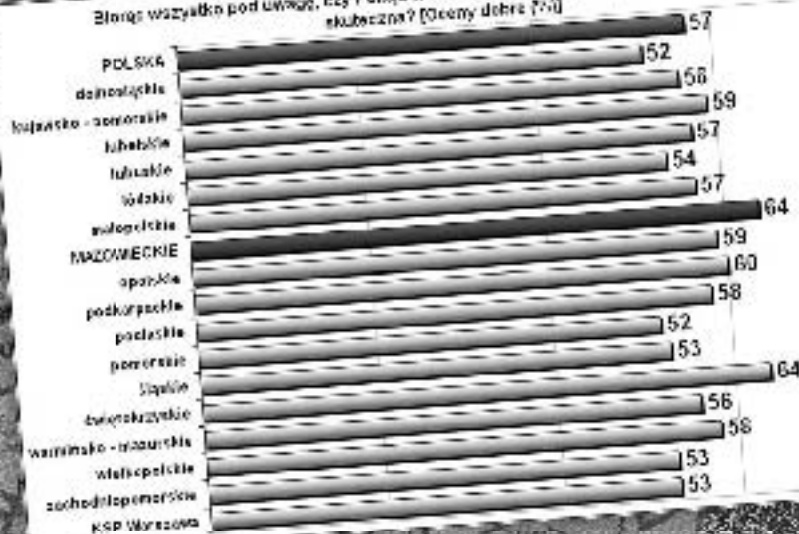 Biorąc wszystko pod uwagę, czy
skuteczna? [Oceny dobre [%]]
POLSKA 57
dolnośląskie 52
kujawsko - pomorskie 56
lubelskie 59
lubuskie 57
łódzkie 54
małopolskie 57
MAZOWIECKIE 64
opolskie 59
podkarpackie 60
podlaskie 58
pomorskie 52
śląskie 53
świętokrzyskie 64
warmińsko - mazurskie 56
wielkopolskie 58
zachodniopomorskie 53
KSP Warszawa 53